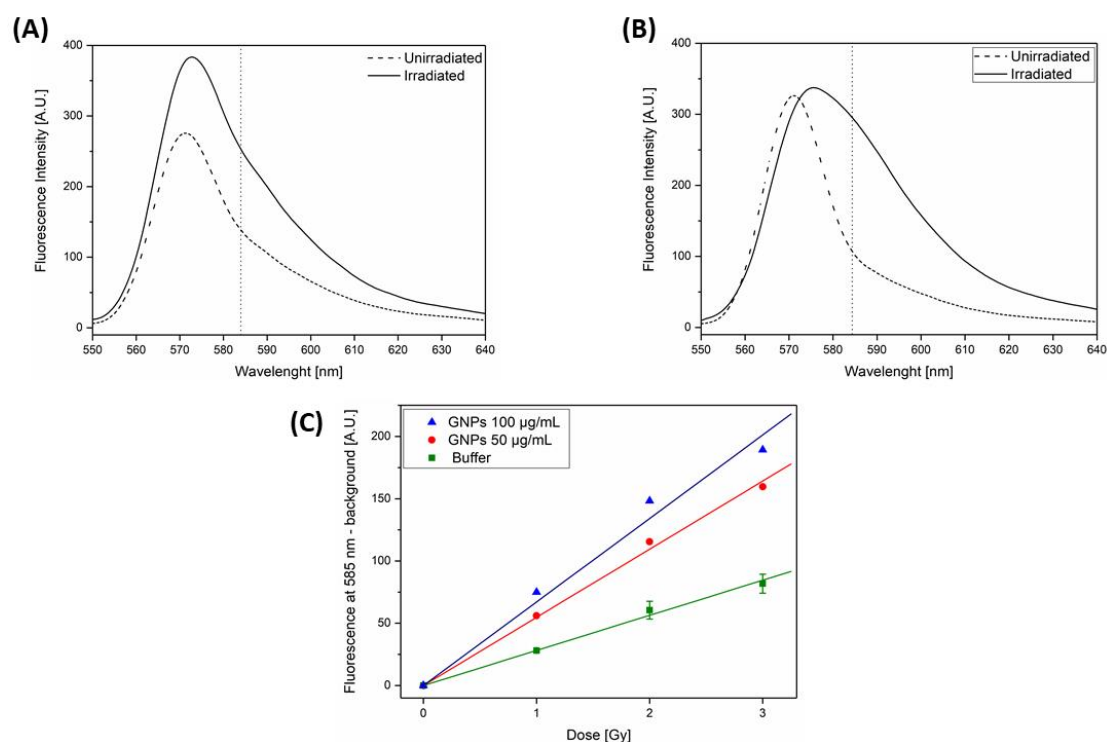 (A)
Fluorescence Intensity [A.U.]
400
300
200
100
0
Unirradiated
Irradiated
550 560 570 580 590 600 610 620 630 640
Wavelenght [nm]
(B)
Fluorescence Intensity [A.U.]
400
300
200
100
0
Unirradiated
Irradiated
550 560 570 580 590 600 610 620 630 640
Wavelenght [nm]
(C)
Fluorescence at 585 nm - background [A.U.]
200
150
100
50
0
GNPs 100 µg/mL
GNPs 50 µg/mL
Buffer
0 1 2 3
Dose [Gy]